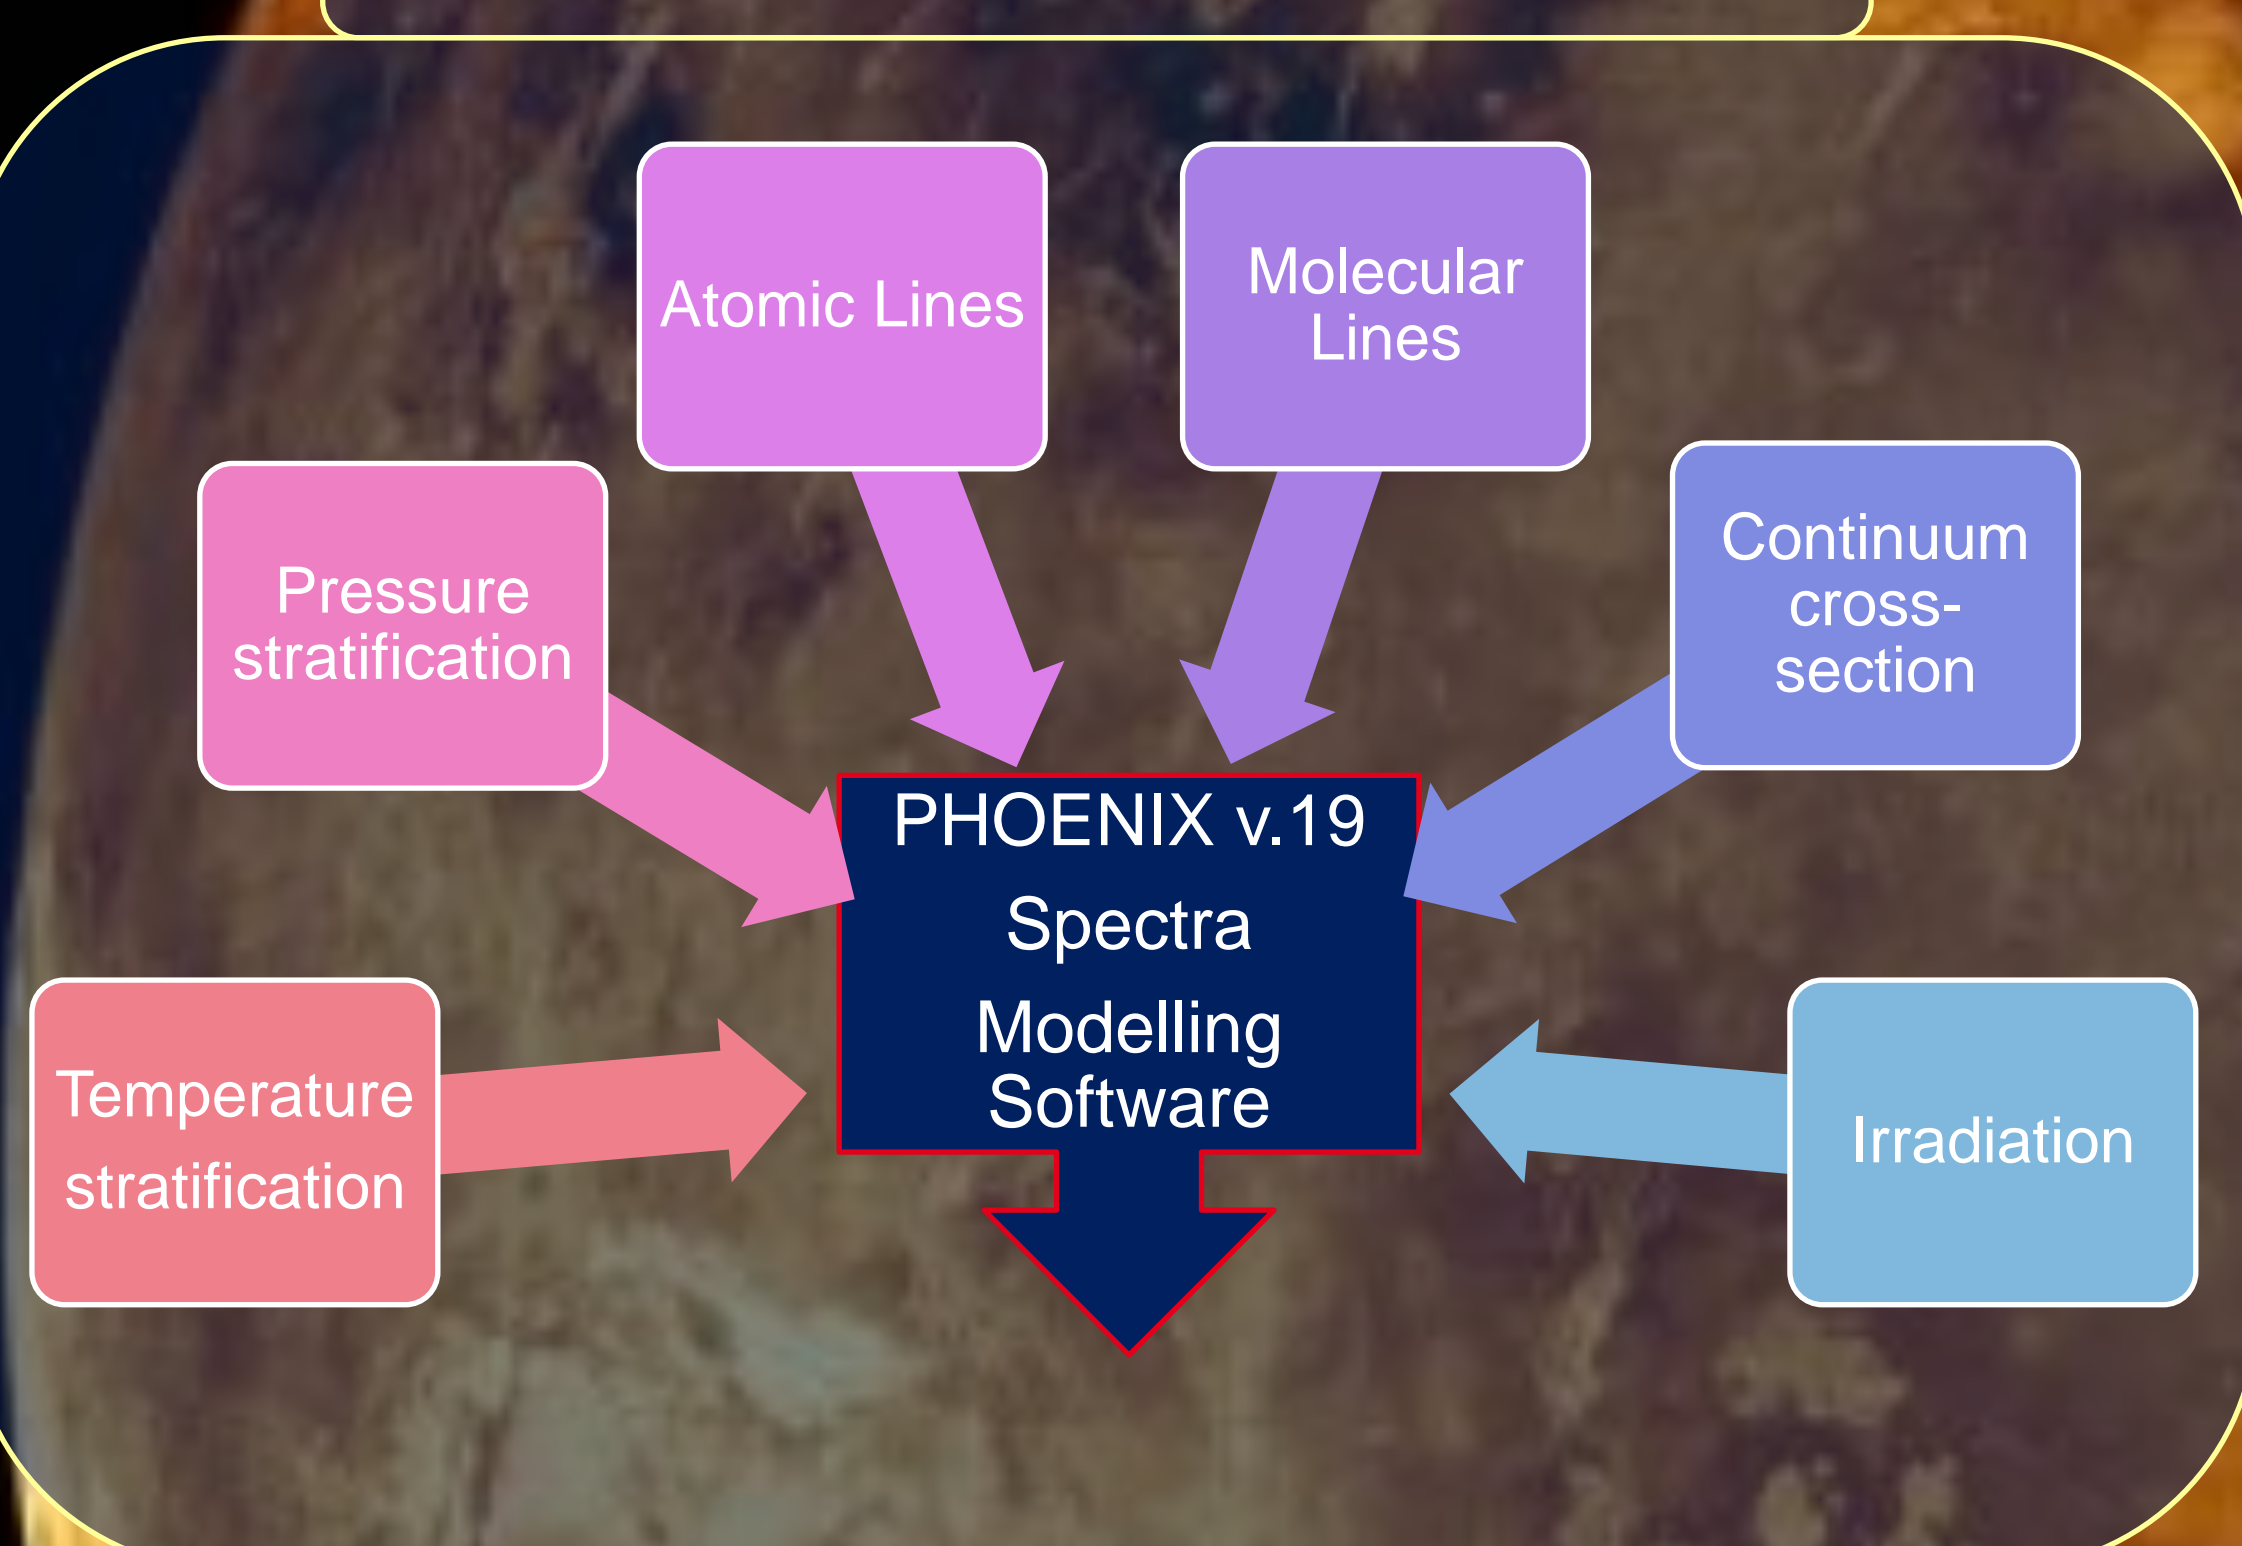 Atomic Lines
Molecular
Lines
Pressure
stratification
Continuum
cross-
section
PHOENIX v.19
Spectra
Modelling
Software
Temperature
stratification
Irradiation